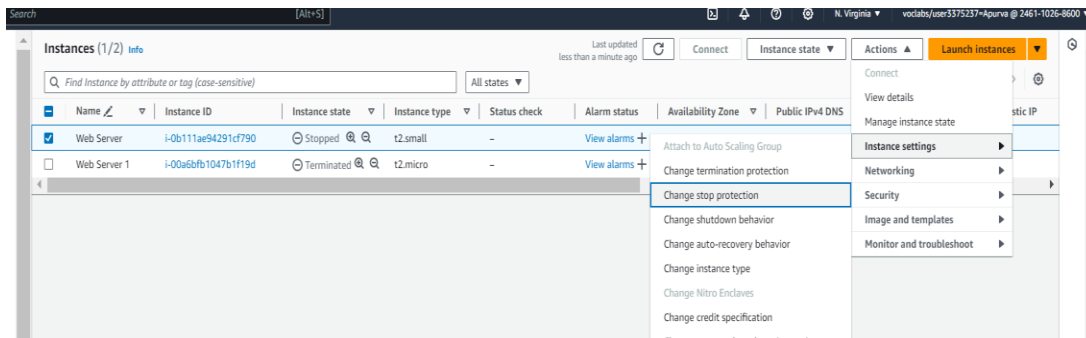 Search
[Alt+S]
N. Virginia ▼
voclabs/user3375237=Apurva @ 2461-1026-8600
Instances (1/2) Info
Last updated
less than a minute ago
Connect
Instance state ▼
Actions ▲
Launch instances ▼
Find Instance by attribute or tag (case-sensitive)
All states ▼
Name
Instance ID
Instance state
Instance type
Status check
Alarm status
Availability Zone
Public IPv4 DNS
stic IP
Web Server
i-0b111ae94291cf790
Stopped
t2.small
–
View alarms +
Web Server 1
i-00a6bfb1047b1f19d
Terminated
t2.micro
–
View alarms +
Connect
View details
Manage instance state
Instance settings
Networking
Security
Image and templates
Monitor and troubleshoot
Attach to Auto Scaling Group
Change termination protection
Change stop protection
Change shutdown behavior
Change auto-recovery behavior
Change instance type
Change Nitro Enclaves
Change credit specification